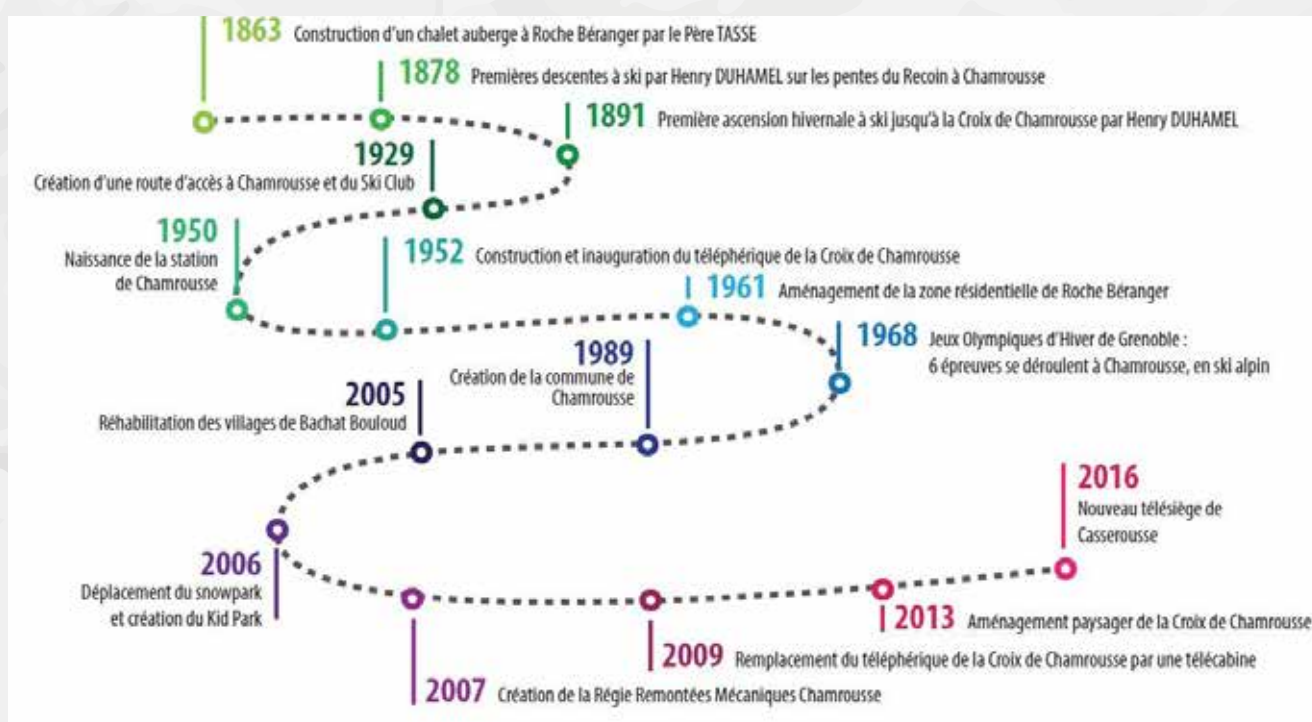 1863 Construction d'un chalet auberge à Roche Béranger par le Père TASSE
1878 Premières descentes à ski par Henry DUHAMEL sur les pentes du Recoin à Chamrousse
1891 Première ascension hivernale à ski jusqu'à la Croix de Chamrousse par Henry DUHAMEL
1929
Création d'une route d'accès à Chamrousse et du Ski Club
1950
Naissance de la station
de Chamrousse
1952 Construction et inauguration du téléphérique de la Croix de Chamrousse
1961 Aménagement de la zone résidentielle de Roche Béranger
1968 Jeux Olympiques d'Hiver de Grenoble :
6 épreuves se déroulent à Chamrousse, en ski alpin
1989
Création de la commune de
Chamrousse
2005
Réhabilitation des villages de Bachat Bouloud
2006
Déplacement du snowpark
et création du Kid Park
2007 Création de la Régie Remontées Mécaniques Chamrousse
2009 Remplacement du téléphérique de la Croix de Chamrousse par une télécabine
2013 Aménagement paysager de la Croix de Chamrousse
2016
Nouveau télésiège de
Casserousse